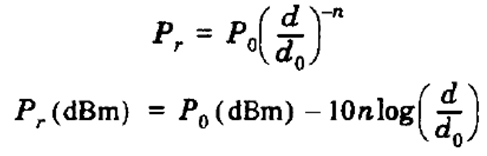 P_r = P_0(d/d_0)^{-n}
P_r(dBm) = P_0(dBm) − 10n log(d/d_0)